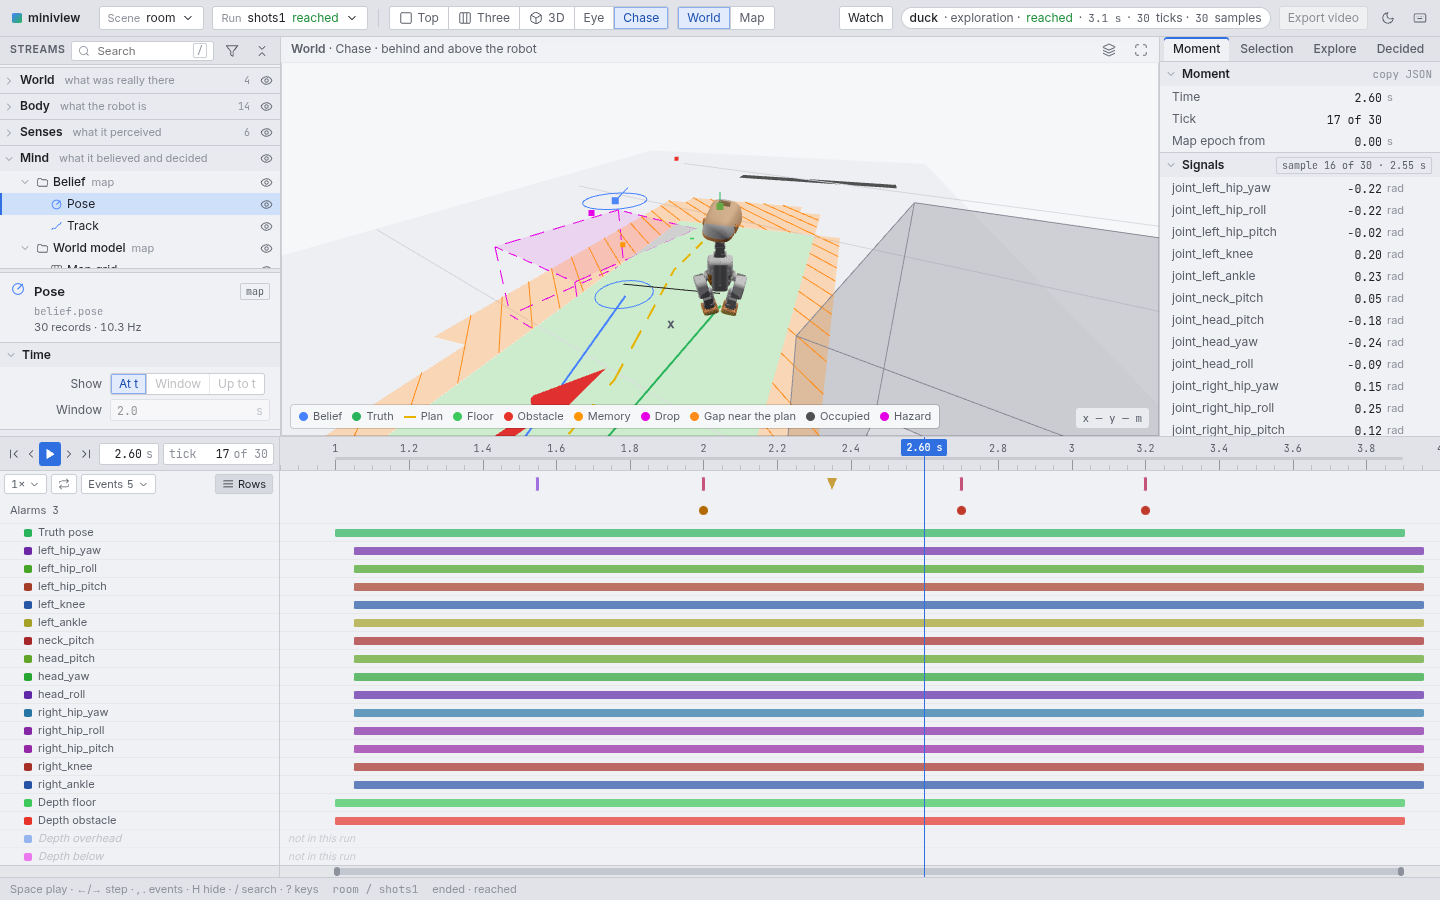 miniview
Scene room
Run shots1 reached
Top Three 3D Eye Chase
World Map
Watch
duck · exploration · reached · 3.1 s · 30 ticks · 30 samples
Export video
STREAMS Search /
World what was really there 4
Body what the robot is 14
Senses what it perceived 6
Mind what it believed and decided
Belief map
Pose
Track
World model map
Pose map
belief.pose
30 records · 10.3 Hz
Time
Show At t Window Up to t
Window 2.0 s
World · Chase · behind and above the robot
x
Belief Truth Plan Floor Obstacle Memory Drop Gap near the plan Occupied Hazard
x – y – m
Moment Selection Explore Decided
Moment copy JSON
Time 2.60 s
Tick 17 of 30
Map epoch from 0.00 s
Signals sample 16 of 30 · 2.55 s
joint_left_hip_yaw -0.22 rad
joint_left_hip_roll -0.22 rad
joint_left_hip_pitch -0.02 rad
joint_left_knee 0.20 rad
joint_left_ankle 0.23 rad
joint_neck_pitch 0.05 rad
joint_head_pitch -0.18 rad
joint_head_yaw -0.24 rad
joint_head_roll -0.09 rad
joint_right_hip_yaw 0.15 rad
joint_right_hip_roll 0.25 rad
joint_right_hip_pitch 0.12 rad
2.60 s tick 17 of 30
1 1.2 1.4 1.6 1.8 2 2.2 2.4 2.60 s 2.8 3 3.2 3.4 3.6 3.8
1× Events 5 Rows
Alarms 3
Truth pose
left_hip_yaw
left_hip_roll
left_hip_pitch
left_knee
left_ankle
neck_pitch
head_pitch
head_yaw
head_roll
right_hip_yaw
right_hip_roll
right_hip_pitch
right_knee
right_ankle
Depth floor
Depth obstacle
Depth overhead not in this run
Depth below not in this run
Space play · ←/→ step · , . events · H hide · / search · ? keys room / shots1 ended · reached